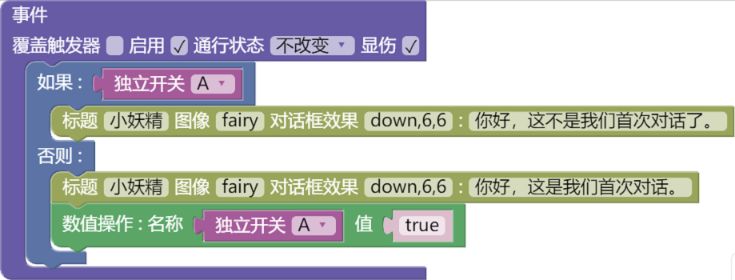 事件
覆盖触发器 启用 通行状态 不改变 显伤
如果: 独立开关 A
标题 小妖精 图像 fairy 对话框效果 down,6,6 : 你好，这不是我们首次对话了。
否则:
标题 小妖精 图像 fairy 对话框效果 down,6,6 : 你好，这是我们首次对话。
数值操作:名称 独立开关 A 值 true